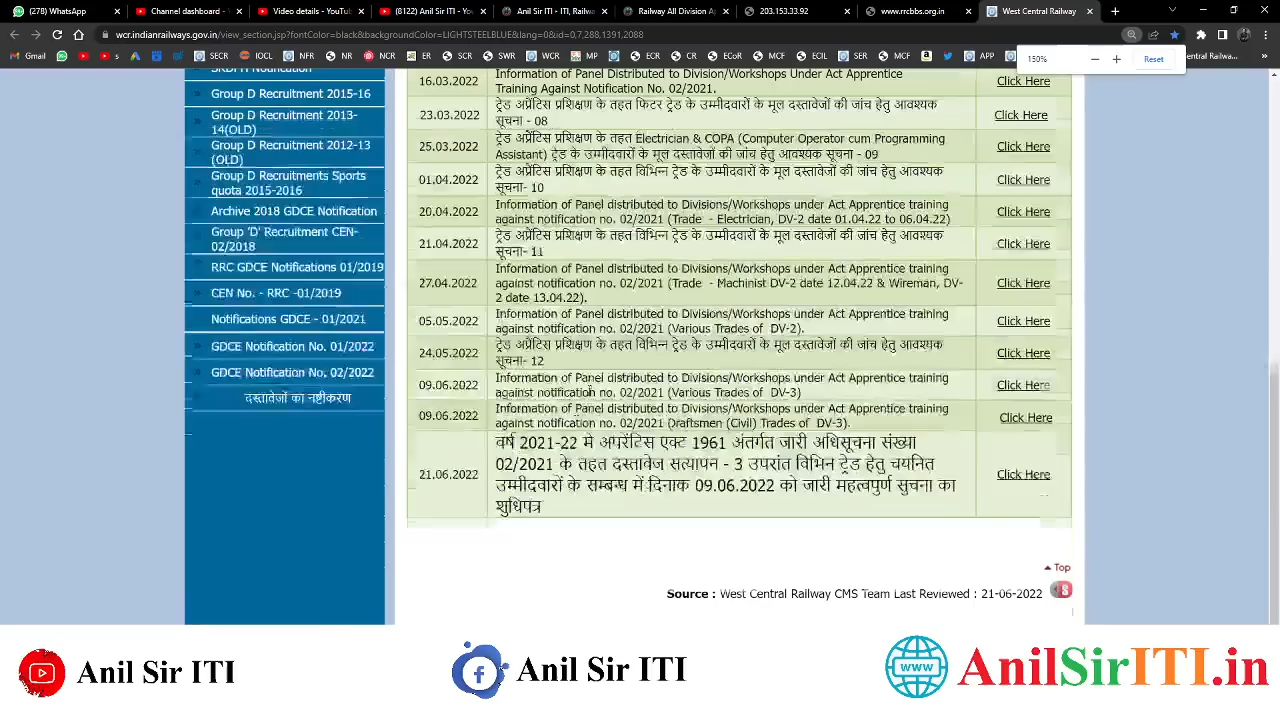 (278) WhatsApp
Channel dashboard - Y
Video details - YouTub
(8122) Anil Sir ITI - Yo
Anil Sir ITI - ITI, Railwa
Railway All Division A
203.153.33.92
www.rrcbbs.org.in
West Central Railway
wcr.indianrailways.gov.in/view_section.jsp?fontColor=black&backgroundColor=LIGHTSTEELBLUE&lang=0&id=0,7,288,1391,2088
Gmail
SECR
IOCL
NFR
NR
NCR
ER
SCR
SWR
WCR
MP
ECR
CR
ECoR
MCF
ECIL
SER
MCF
APP
entral Railwa...
150%
Reset
Group D Recruitment 2015-16
Group D Recruitment 2013-
14(OLD)
Group D Recruitment 2012-13
(OLD)
Group D Recruitments Sports
quota 2015-2016
Archive 2018 GDCE Notification
Group 'D' Recruitment CEN-
02/2018
RRC GDCE Notifications 01/2019
CEN No. - RRC -01/2019
Notifications GDCE - 01/2021
GDCE Notification No. 01/2022
GDCE Notification No. 02/2022
दस्तावेजों का नष्टीकरण
16.03.2022 Information of Panel Distributed to Division/Workshops Under Act Apprentice Click Here
Training Against Notification No. 02/2021.
23.03.2022 ट्रेड अप्रेंटिस प्रशिक्षण के तहत फिटर ट्रेड के उम्मीदवारों के मूल दस्तावेजों की जांच हेतु आवश्यक Click Here
सूचना - 08
25.03.2022 ट्रेड अप्रेंटिस प्रशिक्षण के तहत Electrician & COPA (Computer Operator cum Programming Click Here
Assistant) ट्रेड के उम्मीदवारों के मूल दस्तावेजों की जांच हेतु आवश्यक सूचना - 09
01.04.2022 ट्रेड अप्रेंटिस प्रशिक्षण के तहत विभिन्न ट्रेड के उम्मीदवारों के मूल दस्तावेजों की जांच हेतु आवश्यक Click Here
सूचना- 10
20.04.2022 Information of Panel distributed to Divisions/Workshops under Act Apprentice training Click Here
against notification no. 02/2021 (Trade - Electrician, DV-2 date 01.04.22 to 06.04.22)
21.04.2022 ट्रेड अप्रेंटिस प्रशिक्षण के तहत विभिन्न ट्रेड के उम्मीदवारों के मूल दस्तावेजों की जांच हेतु आवश्यक Click Here
सूचना- 11
27.04.2022 Information of Panel distributed to Divisions/Workshops under Act Apprentice training Click Here
against notification no. 02/2021 (Trade - Machinist DV-2 date 12.04.22 & Wireman, DV-
2 date 13.04.22).
05.05.2022 Information of Panel distributed to Divisions/Workshops under Act Apprentice training Click Here
against notification no. 02/2021 (Various Trades of DV-2).
24.05.2022 ट्रेड अप्रेंटिस प्रशिक्षण के तहत विभिन्न ट्रेड के उम्मीदवारों के मूल दस्तावेजों की जांच हेतु आवश्यक Click Here
सूचना- 12
09.06.2022 Information of Panel distributed to Divisions/Workshops under Act Apprentice training Click Here
against notification no. 02/2021 (Various Trades of DV-3)
09.06.2022 Information of Panel distributed to Divisions/Workshops under Act Apprentice training Click Here
against notification no. 02/2021 (Draftsmen (Civil) Trades of DV-3).
वर्ष 2021-22 में अपरेंटिस एक्ट 1961 अंतर्गत जारी अधिसूचना संख्या
02/2021 के तहत दस्तावेज सत्यापन - 3 उपरांत विभिन ट्रेड हेतु चयनित
21.06.2022 उम्मीदवारों के सम्बन्ध में दिनाक 09.06.2022 को जारी महत्वपुर्ण सुचना का Click Here
शुधिपत्र
Top
Source : West Central Railway CMS Team Last Reviewed : 21-06-2022
Anil Sir ITI
Anil Sir ITI
www
AnilSirITI.in